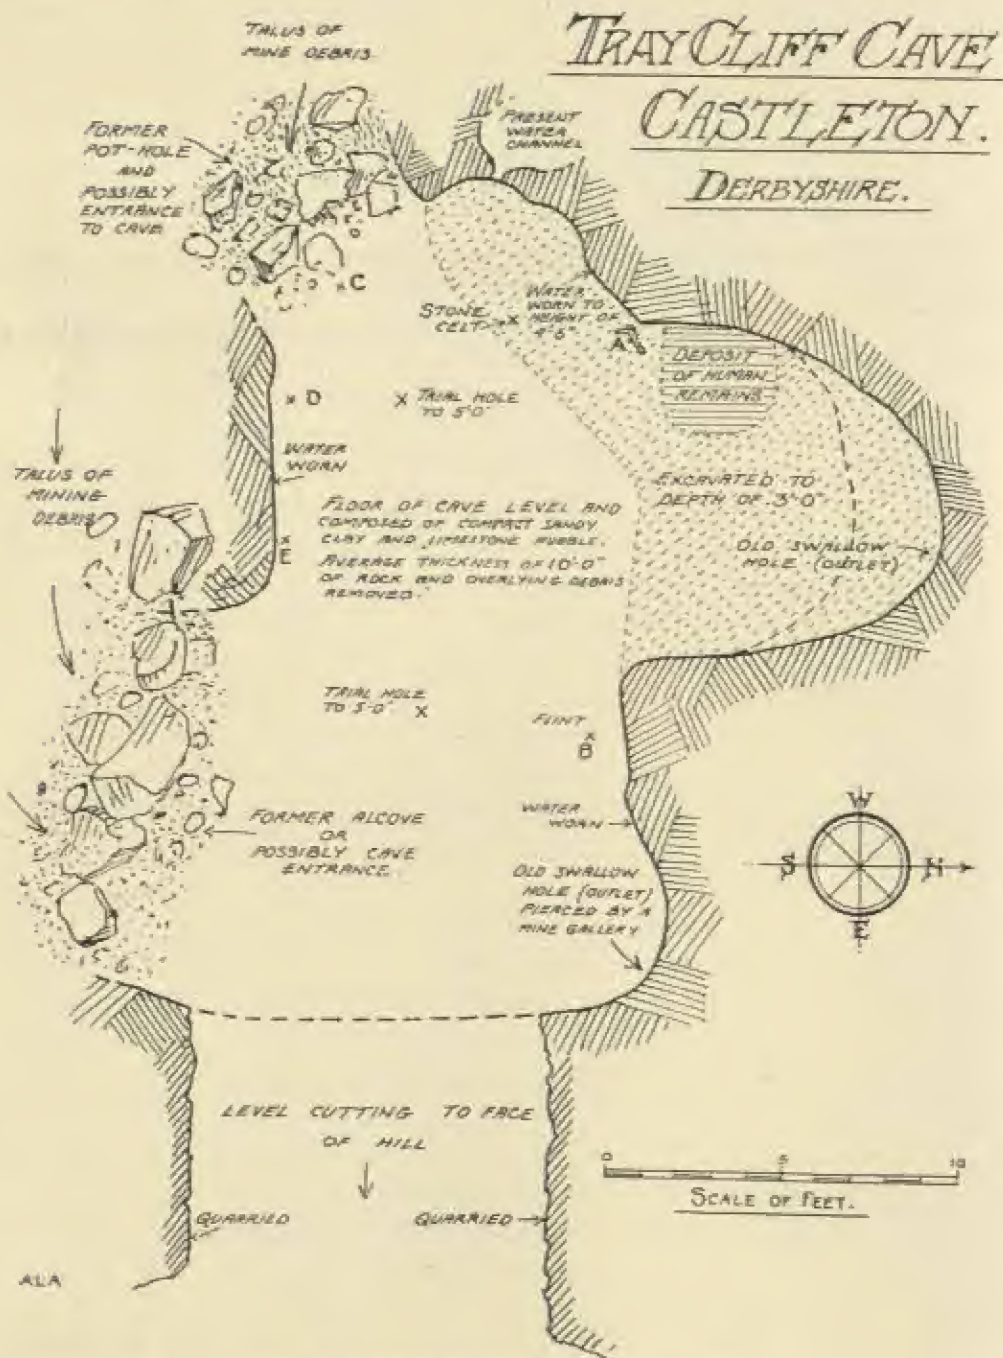 TRAY CLIFF CAVE
CASTLETON.
DERBYSHIRE.
TALUS OF
MINE DEBRIS
FORMER
POT-HOLE
AND
POSSIBLY
ENTRANCE
TO CAVE
PRESENT
WATER
CHANNEL
C
STONE
CELT
WATER
WORN TO
HEIGHT OF
4'6"
A
DEPOSIT
OF HUMAN
REMAINS
D
TRIAL HOLE
TO 5'0"
WATER
WORN
TALUS OF
MINING
DEBRIS
E
FLOOR OF CAVE LEVEL AND
COMPOSED OF COMPACT SANDY
CLAY AND LIMESTONE RUBBLE.
AVERAGE THICKNESS OF 10'0"
OF ROCK AND OVERLYING DEBRIS
REMOVED.
EXCAVATED TO
DEPTH OF 3'0"
OLD SWALLOW
HOLE (OUTLET)
TRIAL HOLE
TO 5'0"
FLINT
B
FORMER ALCOVE
OR
POSSIBLY CAVE
ENTRANCE
WATER
WORN
OLD SWALLOW
HOLE (OUTLET)
PIERCED BY A
MINE GALLERY
W
S N
E
LEVEL CUTTING TO FACE
OF HILL
QUARRIED
QUARRIED
0 5 10
SCALE OF FEET.
ALA